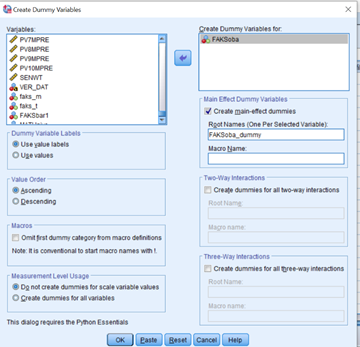 Create Dummy Variables
Variables:
PV7MPRE
PV8MPRE
PV9MPRE
PV10MPRE
SENWT
VER_DAT
faks_m
faks_t
FAKSbar1
Create Dummy Variables for:
FAKSoba
Main Effect Dummy Variables
Create main-effect dummies
Root Names (One Per Selected Variable):
FAKSoba_dummy
Macro Name:
Dummy Variable Labels
Use value labels
Use values
Value Order
Ascending
Descending
Macros
Omit first dummy category from macro definitions
Note: It is conventional to start macro names with !.
Measurement Level Usage
Do not create dummies for scale variable values
Create dummies for all variables
Two-Way Interactions
Create dummies for all two-way interactions
Root Name:
Macro name:
Three-Way Interactions
Create dummies for all three-way interactions
Root Name:
Macro name:
This dialog requires the Python Essentials
OK Paste Reset Cancel Help